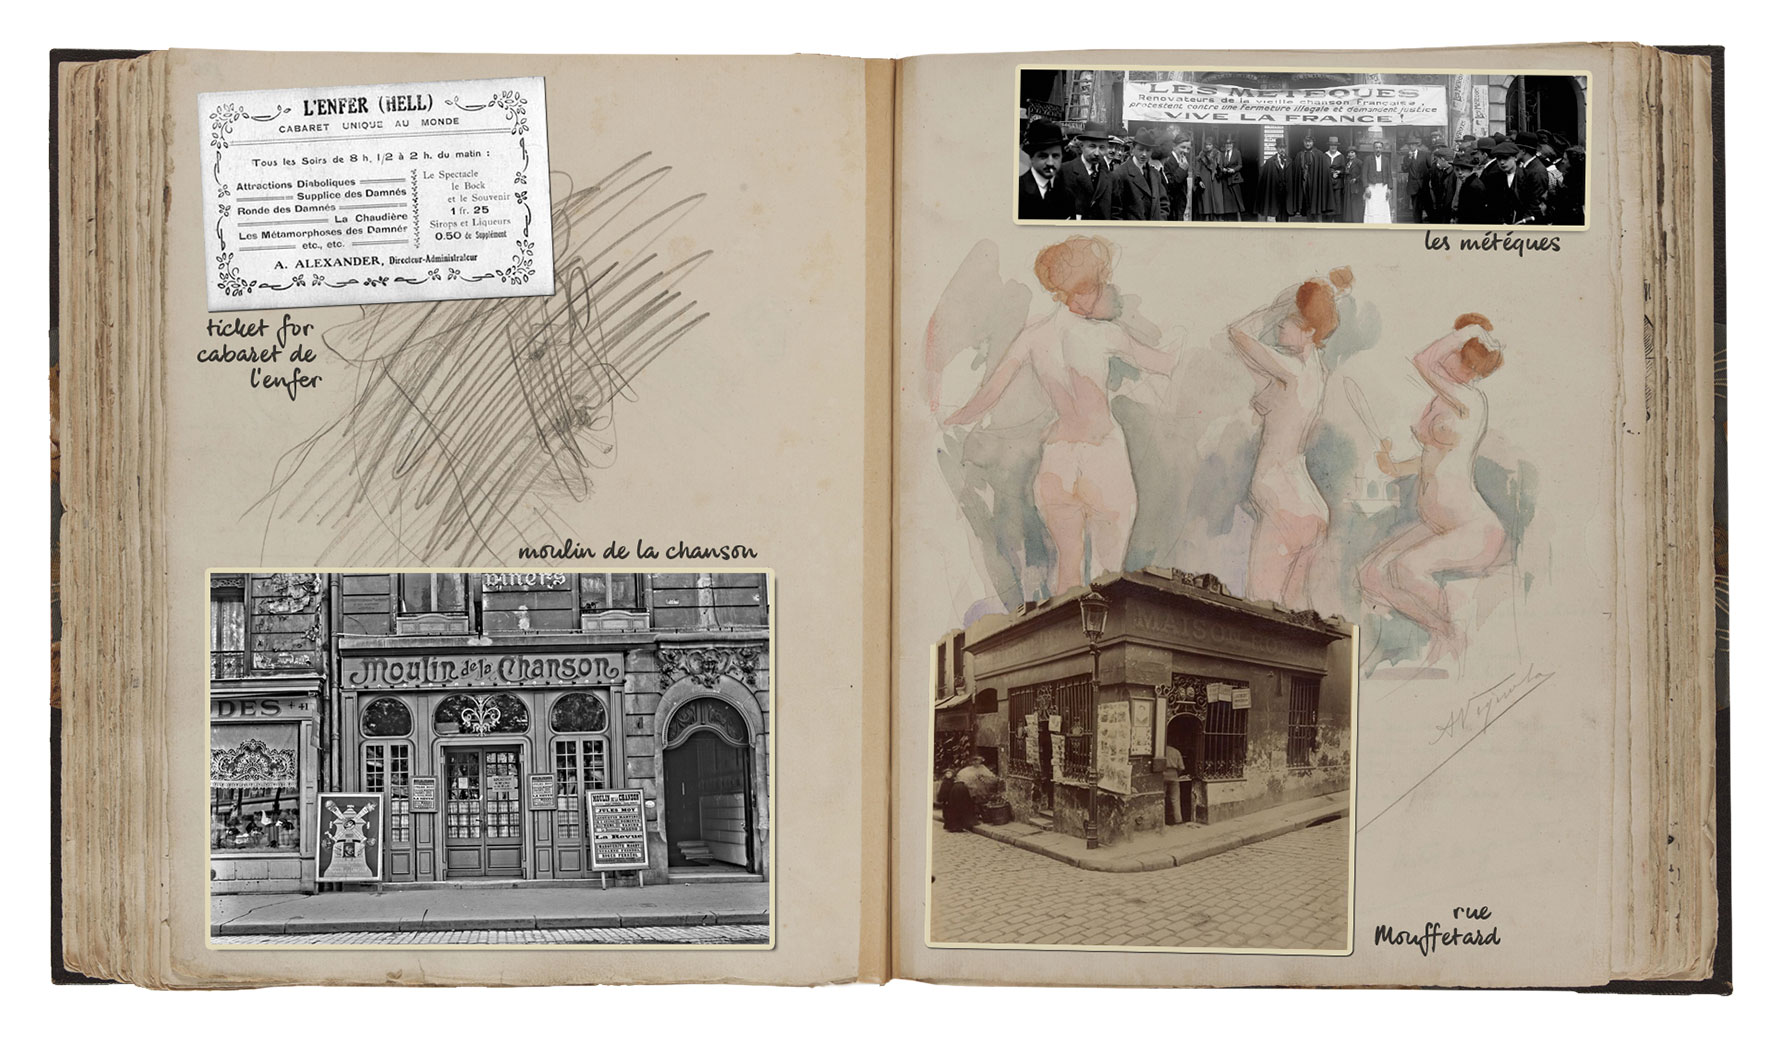 L'ENFER (HELL)
CABARET UNIQUE AU MONDE
Tous les Soirs de 8 h. 1/2 à 2 h. du matin :
Attractions Diaboliques
Supplice des Damnés
Ronde des Damnés
La Chaudière
Les Métamorphoses des Damnés
etc., etc.
Le Spectacle
le Bock
et le Souvenir
1 fr. 25
Sirops et Liqueurs
0.50 de Supplément
A. ALEXANDER, Directeur-Administrateur
ticket for
cabaret de
l'enfer
moulin de la chanson
DINERS
Moulin de la Chanson
DES + 41
MOULIN DE LA CHANSON
JULES MOY
La Revue
LES MÉTÈQUES
Rénovateurs de la vieille chanson Française,
protestent contre une fermeture illégale et demandent justice
VIVE LA FRANCE !
les météques
MAISON
rue
Mouffetard